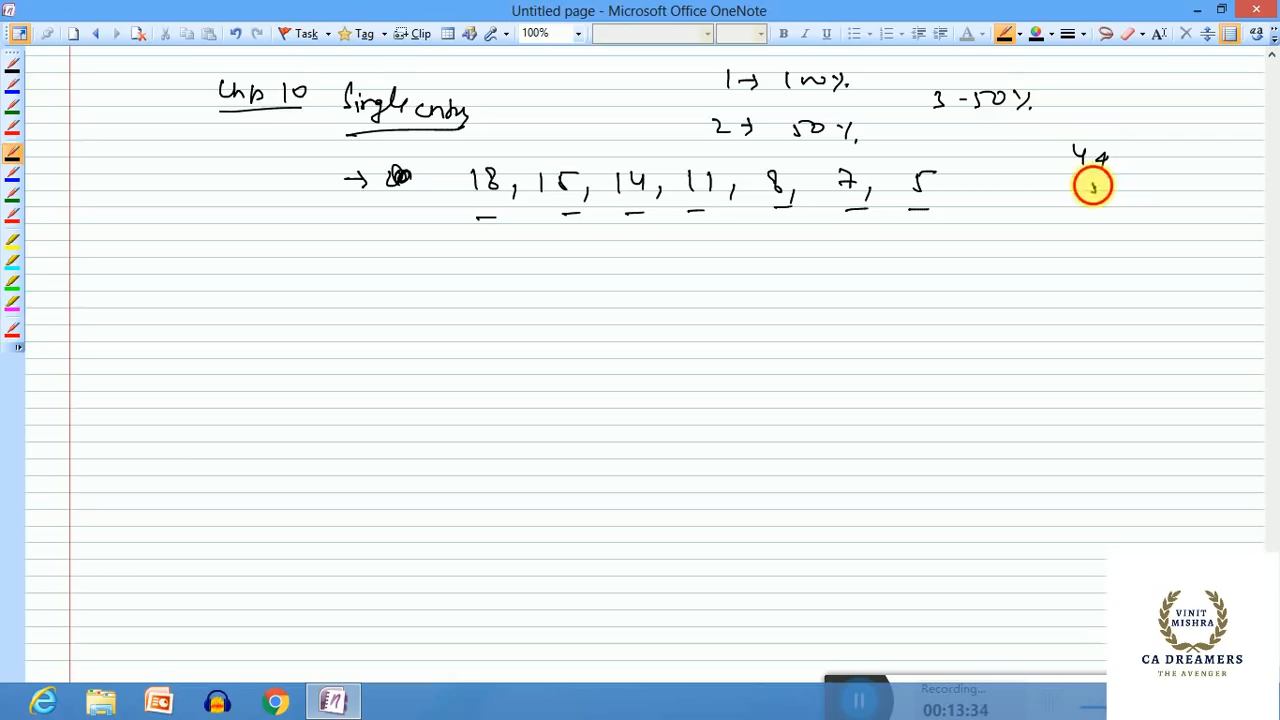 Untitled page - Microsoft Office OneNote
Task Tag Clip 100% B I U
Chp 10 Single entry
1 → 100%
2 → 50%
3 - 50%
→ 18, 15, 14, 11, 8, 7, 5
VINIT
MISHRA
CA DREAMERS
THE AVENGER
Recording...
00:13:34